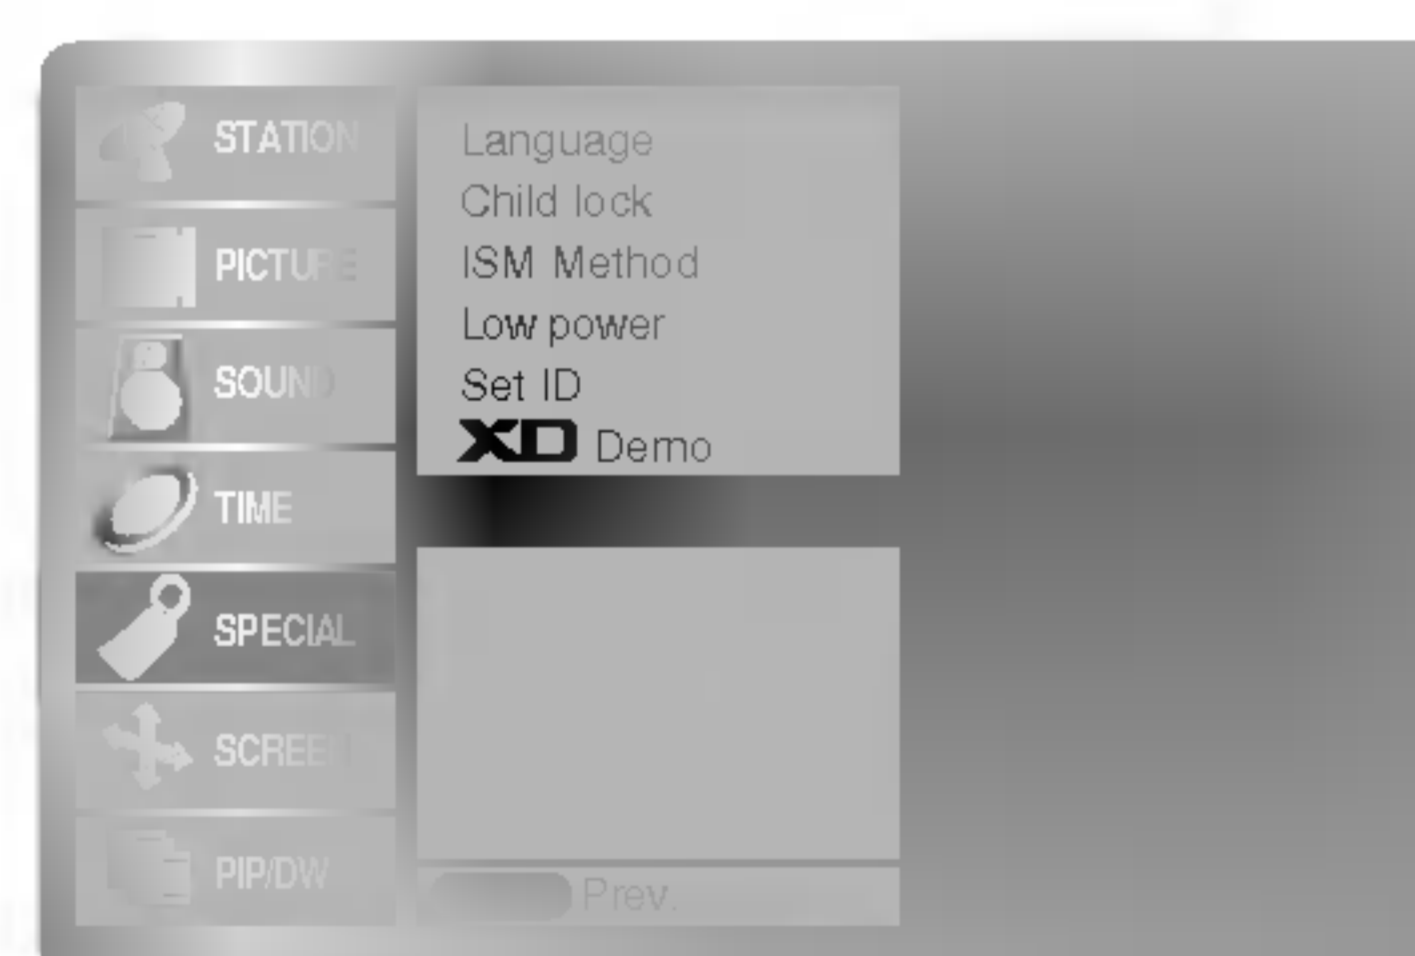 STATION
PICTURE
SOUND
TIME
SPECIAL
SCREEN
PIP/DW
Language
Child lock
ISM Method
Low power
Set ID
XD Demo
Prev.